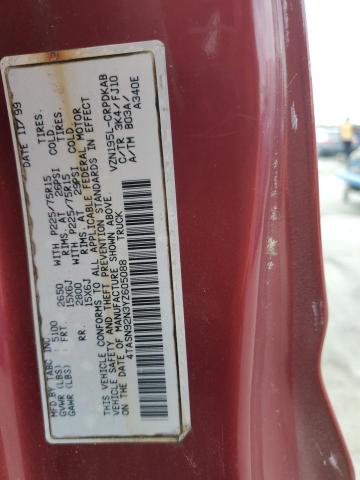 MFD BY TABC INC    DATE 11/99
GVWR (LBS) 5100
GAWR (LBS) FRT. 2650 WITH P225/75R15 TIRES.
15X6J RIMS, AT 26PSI COLD.
RR. 2800 WITH P225/75R15 TIRES.
15X6J RIMS, AT 29PSI COLD.
THIS VEHICLE CONFORMS TO ALL APPLICABLE FEDERAL MOTOR
VEHICLE SAFETY AND THEFT PREVENTION STANDARDS IN EFFECT
ON THE DATE OF MANUFACTURE SHOWN ABOVE.
4TASN92N3YZ605088 TRUCK
VZN195L-CRPDKAB
C/TR 3K4/FJ10
A/TM B03A/
A340E